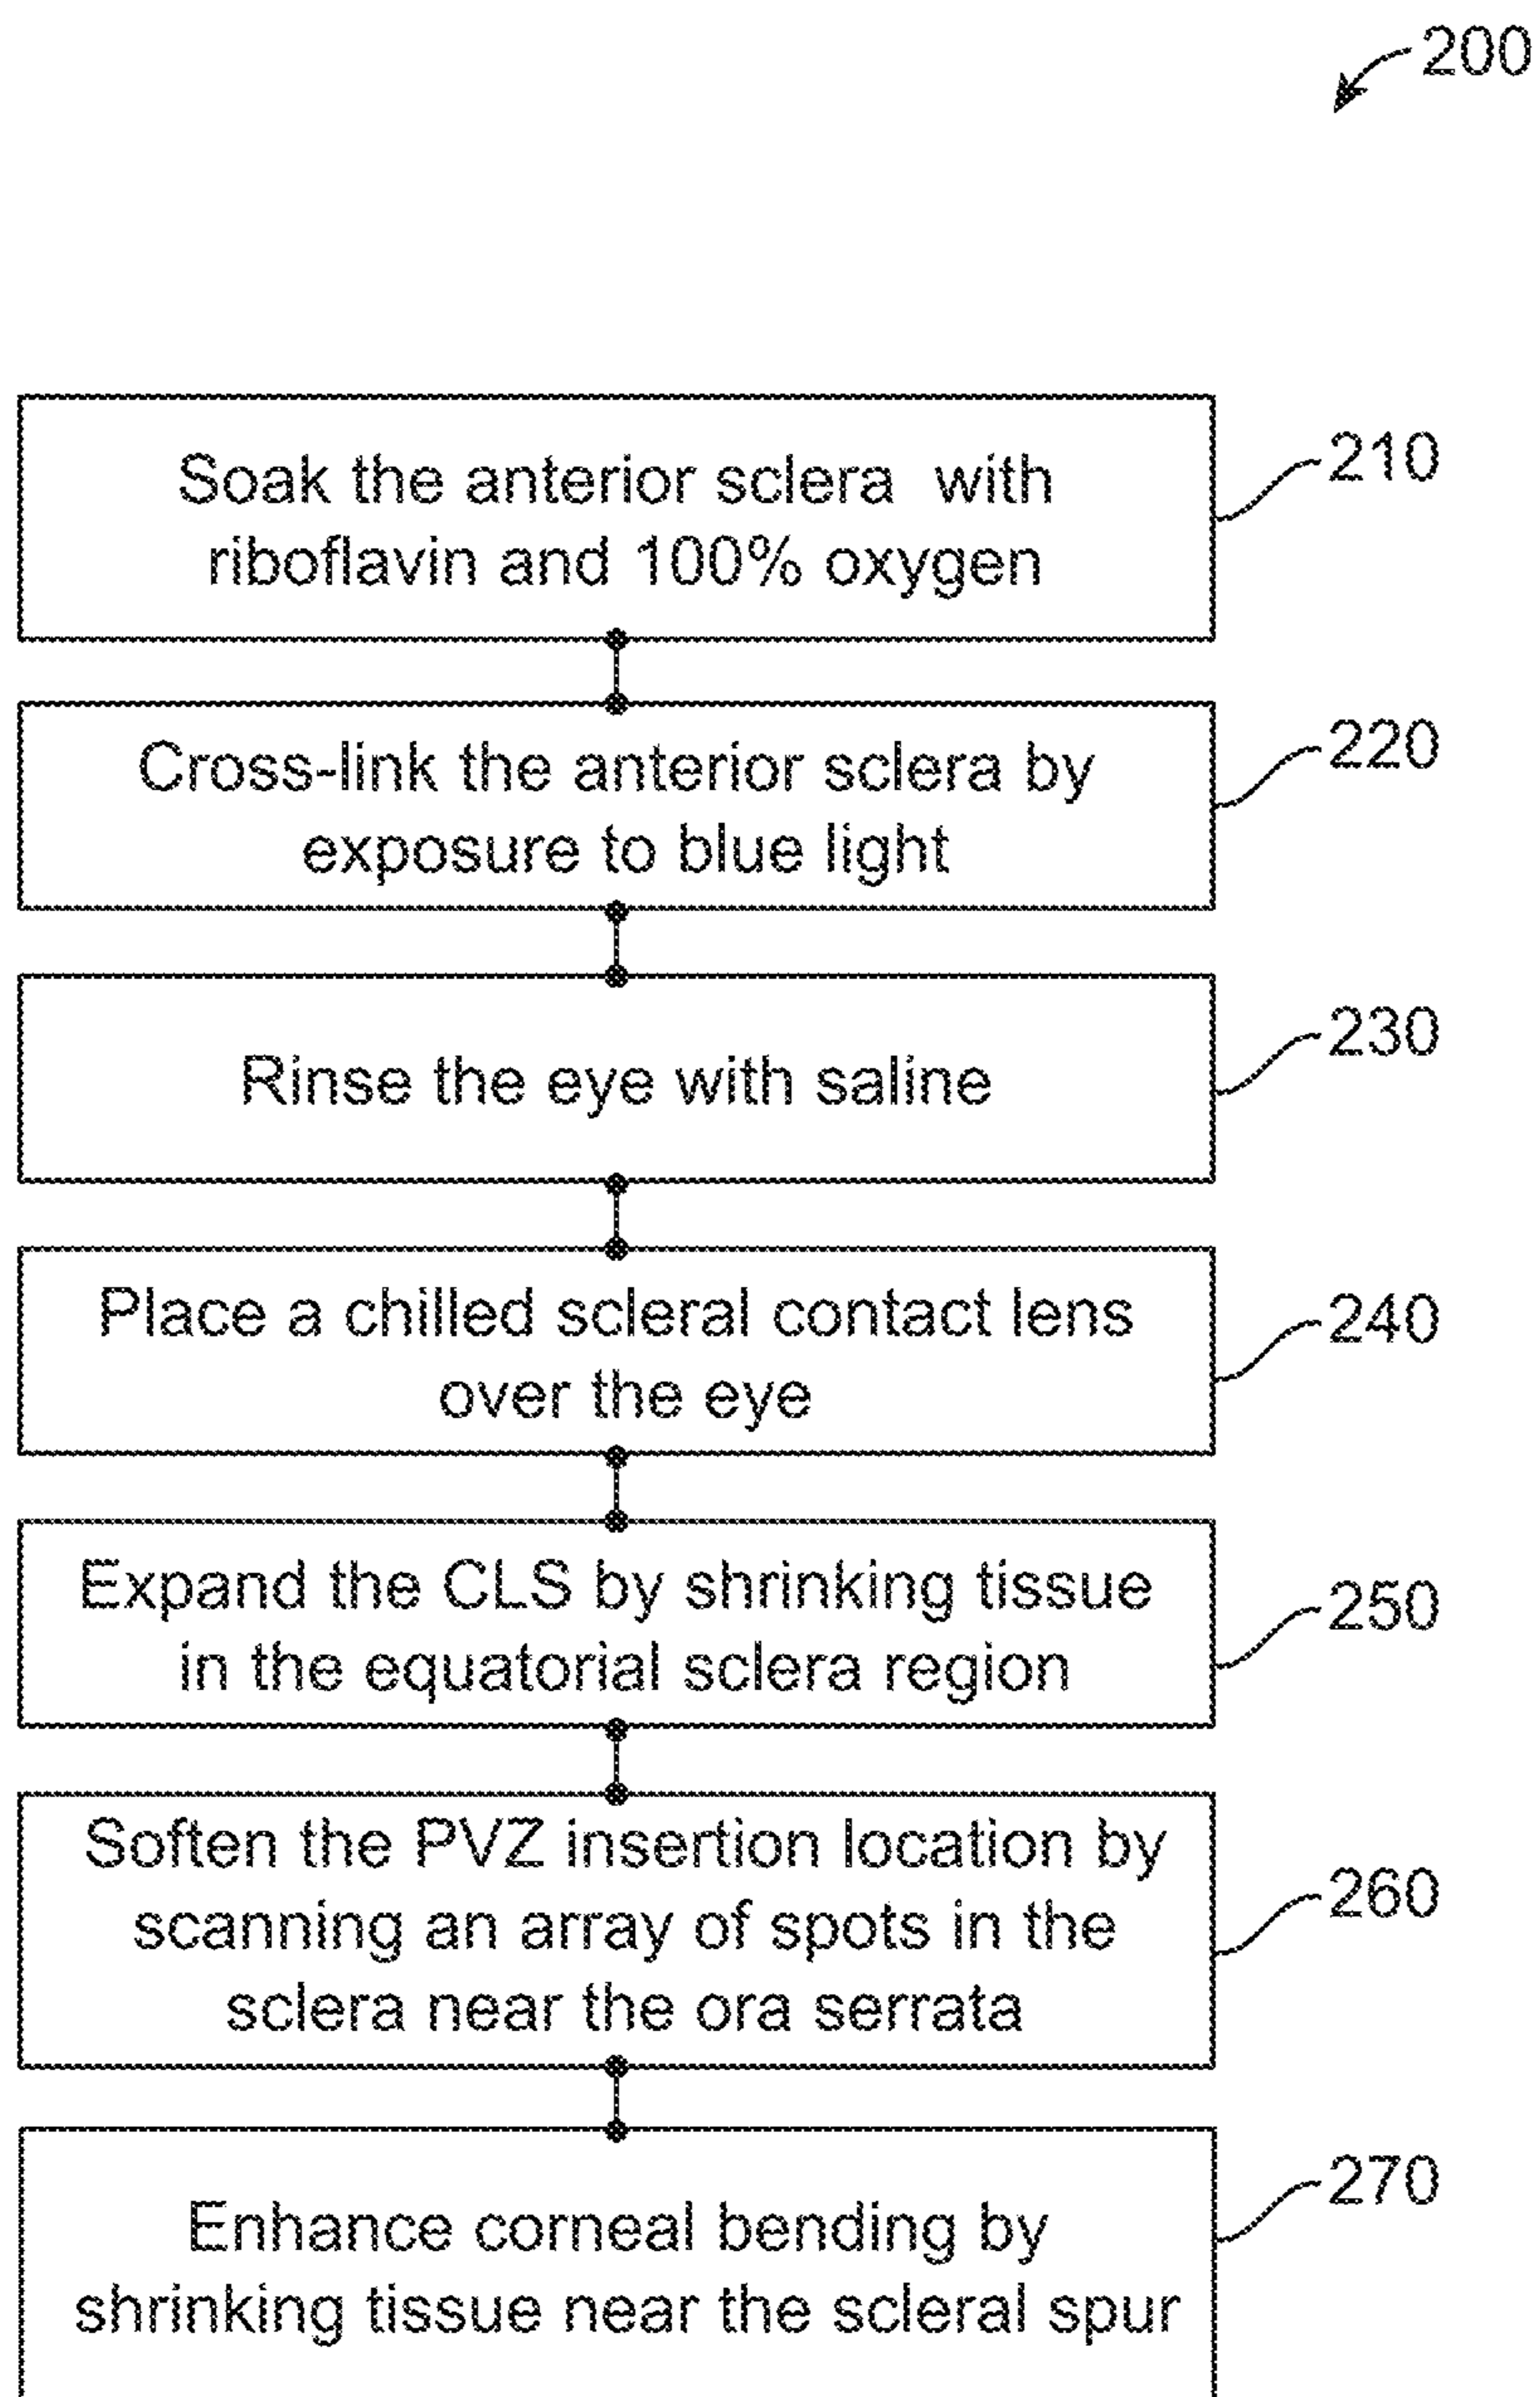 200
Soak the anterior sclera with
riboflavin and 100% oxygen
210
Cross-link the anterior sclera by
exposure to blue light
220
Rinse the eye with saline
230
Place a chilled scleral contact lens
over the eye
240
Expand the CLS by shrinking tissue
in the equatorial sclera region
250
Soften the PVZ insertion location by
scanning an array of spots in the
sclera near the ora serrata
260
Enhance corneal bending by
shrinking tissue near the scleral spur
270